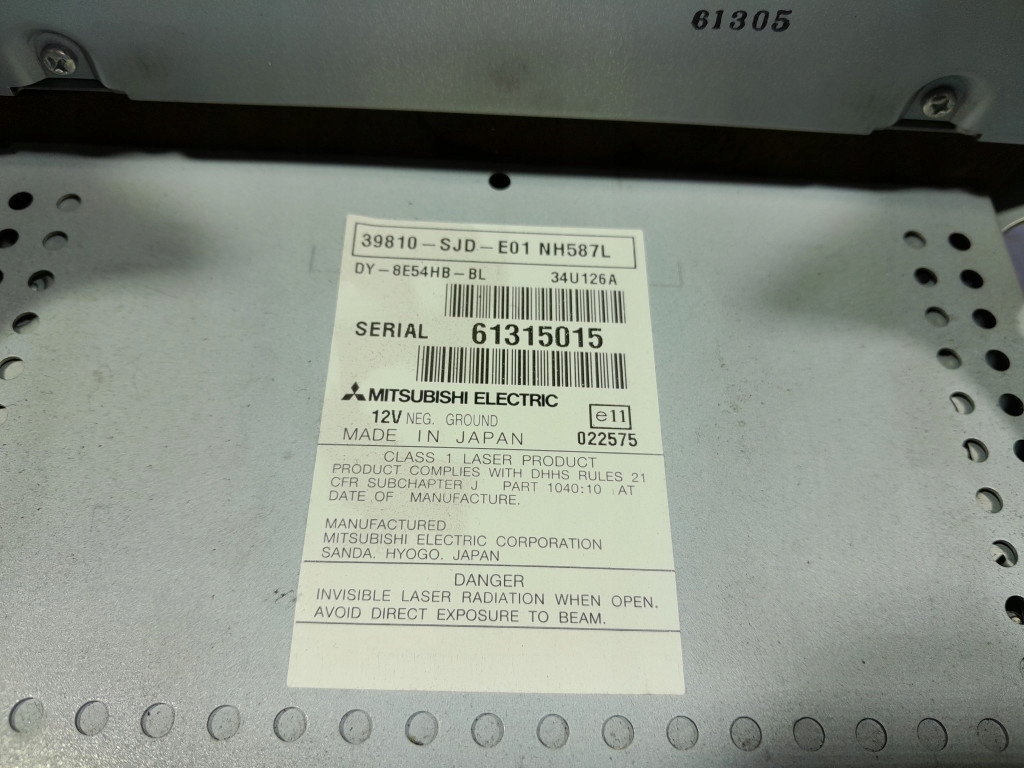 61305
39810-SJD-E01 NH587L
DY-8E54HB-BL 34U126A
SERIAL 61315015
MITSUBISHI ELECTRIC
12V NEG. GROUND e11
MADE IN JAPAN 022575
CLASS 1 LASER PRODUCT
PRODUCT COMPLIES WITH DHHS RULES 21
CFR SUBCHAPTER J PART 1040:10 AT
DATE OF MANUFACTURE.
MANUFACTURED
MITSUBISHI ELECTRIC CORPORATION
SANDA. HYOGO. JAPAN
DANGER
INVISIBLE LASER RADIATION WHEN OPEN.
AVOID DIRECT EXPOSURE TO BEAM.